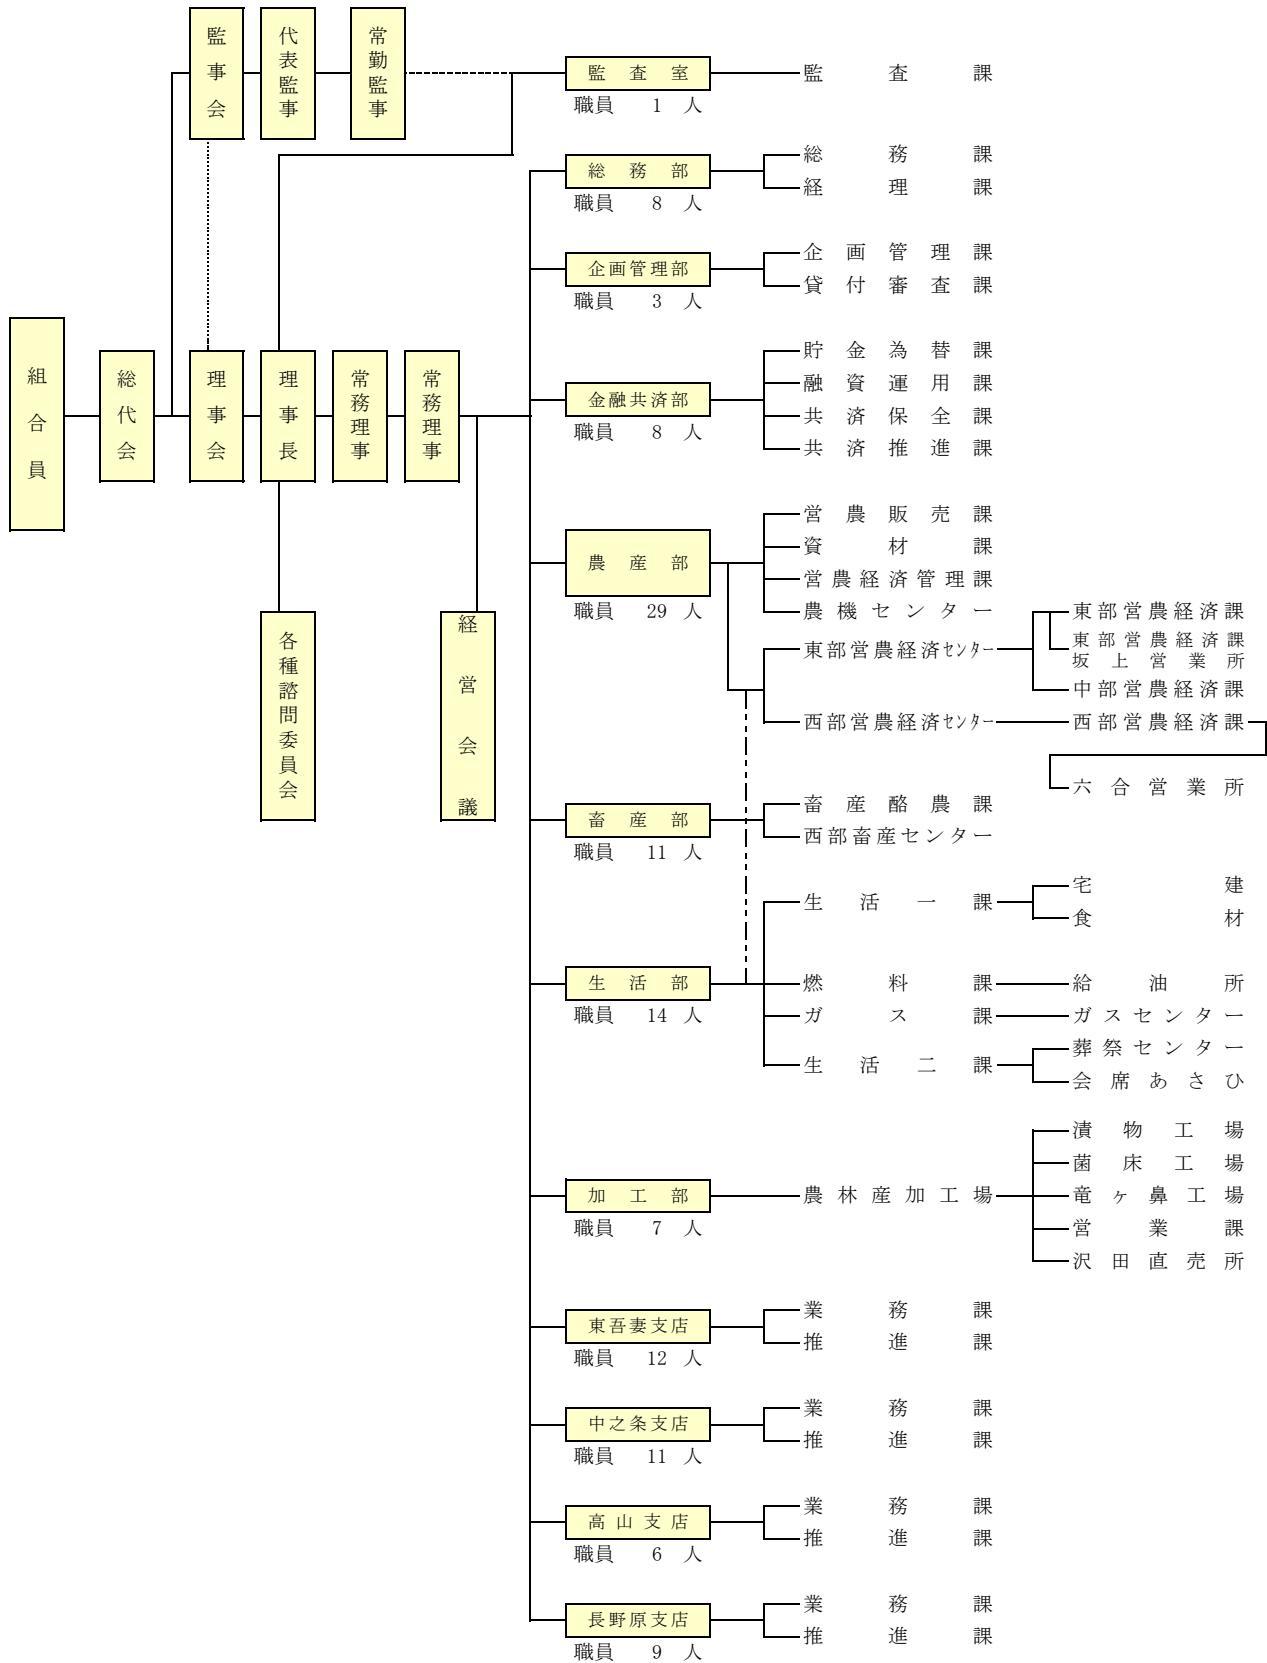 監事会
代表監事
常勤監事
組合員
総代会
理事会
理事長
常務理事
常務理事
各種諮問委員会
経営会議
監査室
職員 1 人
監査課
総務部
職員 8 人
総務課
経理課
企画管理部
職員 3 人
企画管理課
貸付審査課
金融共済部
職員 8 人
貯金為替課
融資運用課
共済保全課
共済推進課
農産部
職員 29 人
営農販売課
資材課
営農経済管理課
農機センター
東部営農経済センター
東部営農経済課
東部営農経済課
坂上営業所
中部営農経済課
西部営農経済センター
西部営農経済課
六合営業所
畜産部
職員 11 人
畜産酪農課
西部畜産センター
生活部
職員 14 人
生活一課
宅建
食材
燃料課
給油所
ガス課
ガスセンター
生活二課
葬祭センター
会席あさひ
加工部
職員 7 人
農林産加工場
漬物工場
菌床工場
竜ヶ鼻工場
営業課
沢田直売所
東吾妻支店
職員 12 人
業務課
推進課
中之条支店
職員 11 人
業務課
推進課
高山支店
職員 6 人
業務課
推進課
長野原支店
職員 9 人
業務課
推進課